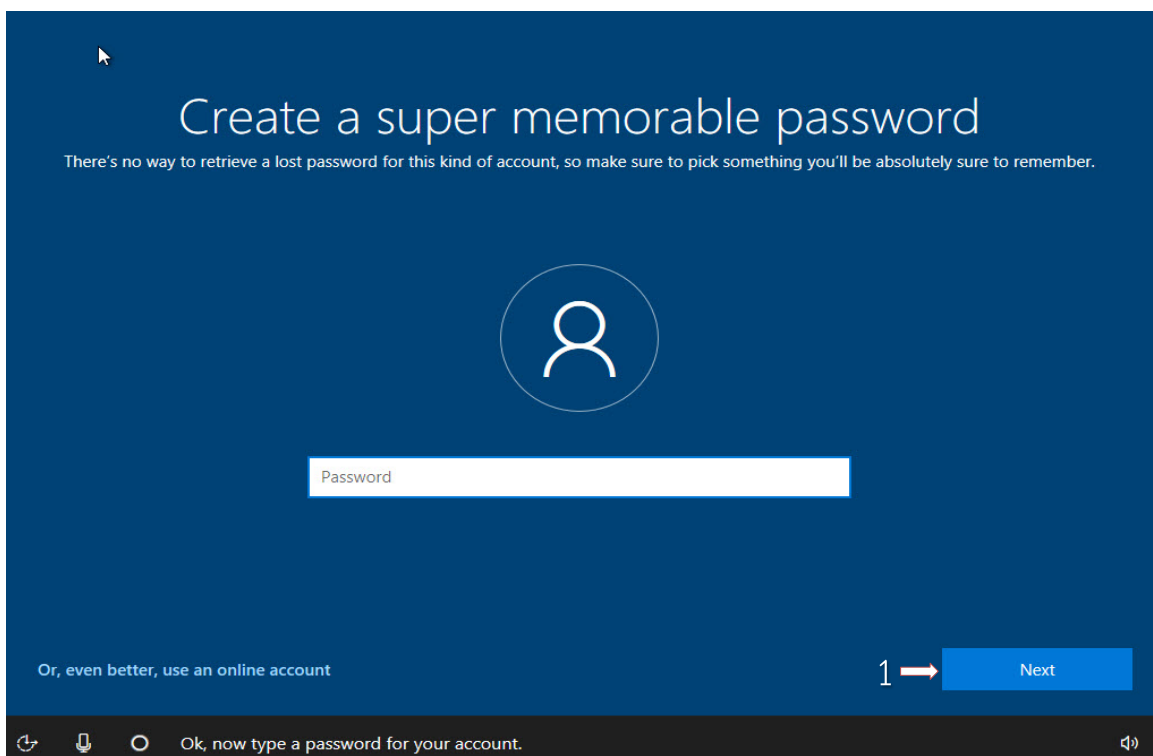 Create a super memorable password
There's no way to retrieve a lost password for this kind of account, so make sure to pick something you'll be absolutely sure to remember.
Password
Or, even better, use an online account
1
Next
Ok, now type a password for your account.